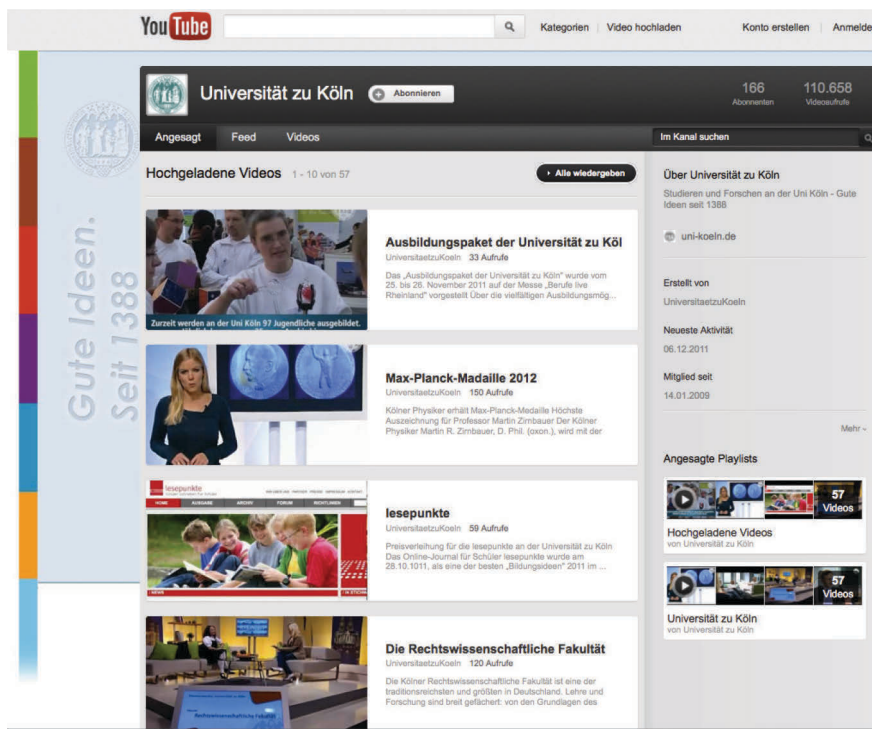 YouTube
Kategorien
Video hochladen
Konto erstellen
Anmelde
Gute Ideen.
Seit 1388
Universität zu Köln
Abonnieren
166
Abonnenten
110.658
Videoaufrufe
Angesagt
Feed
Videos
Im Kanal suchen
Hochgeladene Videos 1 - 10 von 57
Alle wiedergeben
Ausbildungspaket der Universität zu Köl
UniversitaetzuKoeln 33 Aufrufe
Das „Ausbildungspaket der Universität zu Köln" wurde vom
25. bis 26. November 2011 auf der Messe „Berufe live
Rheinland" vorgestellt Über die vielfältigen Ausbildungsmög...
Zurzeit werden an der Uni Köln 97 Jugendliche ausgebildet.
Max-Planck-Madaille 2012
UniversitaetzuKoeln 150 Aufrufe
Kölner Physiker erhält Max-Planck-Medaille Höchste
Auszeichnung für Professor Martin Zirnbauer Der Kölner
Physiker Martin R. Zirnbauer, D. Phil. (oxon.), wird mit der
lesepunkte
HOME
AUSGABE
ARCHIV
FORUM
RICHTLINIEN
NEWS
lesepunkte
UniversitaetzuKoeln 59 Aufrufe
Preisverleihung für die lesepunkte an der Universität zu Köln
Das Online-Journal für Schüler lesepunkte wurde am
28.10.1011, als eine der besten „Bildungsideen" 2011 im ...
Rechtswissenschaftliche Fakultät
Die Rechtswissenschaftliche Fakultät
UniversitaetzuKoeln 120 Aufrufe
Die Kölner Rechtswissenschaftliche Fakultät ist eine der
traditionsreichsten und größten in Deutschland. Lehre und
Forschung sind breit gefächert: von den Grundlagen des
Über Universität zu Köln
Studieren und Forschen an der Uni Köln - Gute
Ideen seit 1388
uni-koeln.de
Erstellt von
UniversitaetzuKoeln
Neueste Aktivität
06.12.2011
Mitglied seit
14.01.2009
Mehr
Angesagte Playlists
57
Videos
Hochgeladene Videos
von Universität zu Köln
57
Videos
Universität zu Köln
von Universität zu Köln